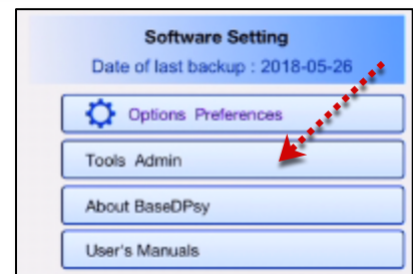 Software Setting
Date of last backup : 2018-05-26
Options Preferences
Tools Admin
About BaseDPsy
User's Manuals